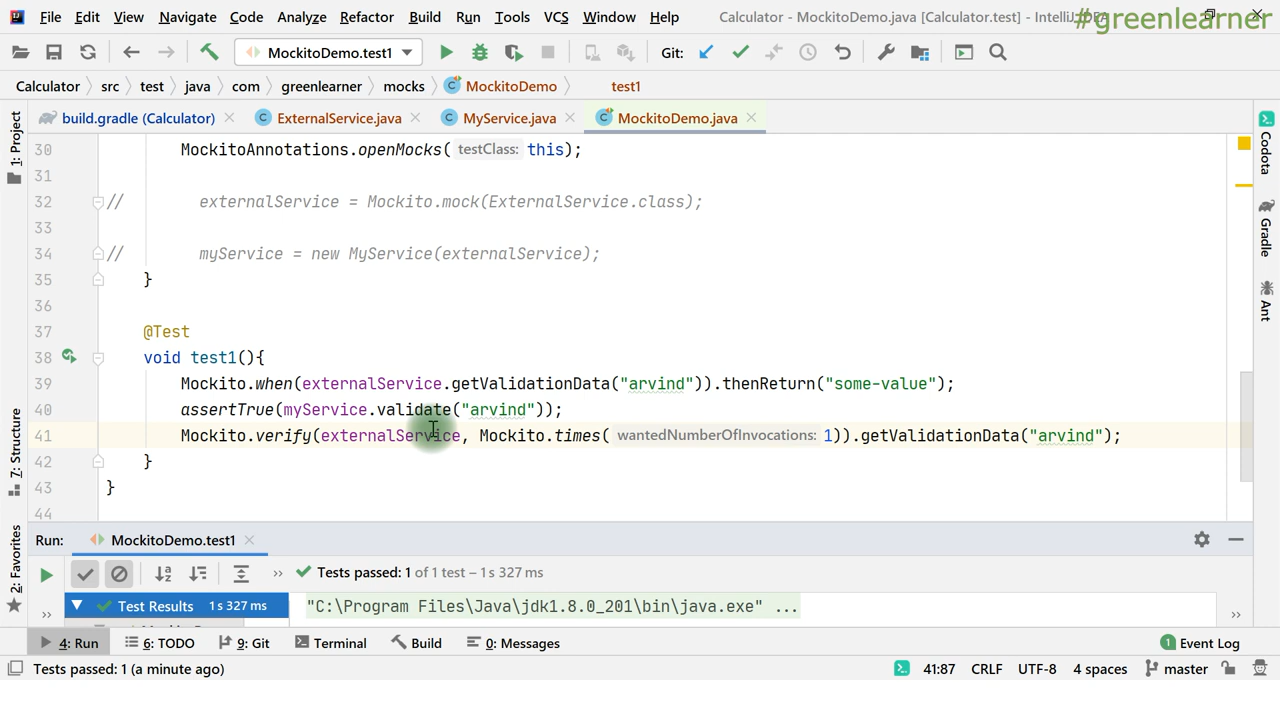 File Edit View Navigate Code Analyze Refactor Build Run Tools VCS Window Help Calculator - MockitoDemo.java [Calculator.test] - IntelliJ IDEA
#greenlearner
MockitoDemo.test1 Git:
Calculator src test java com greenlearner mocks MockitoDemo test1
build.gradle (Calculator) ExternalService.java MyService.java MockitoDemo.java
30 MockitoAnnotations.openMocks( testClass: this);
31
32 // externalService = Mockito.mock(ExternalService.class);
33
34 // myService = new MyService(externalService);
35 }
36
37 @Test
38 void test1(){
39 Mockito.when(externalService.getValidationData("arvind")).thenReturn("some-value");
40 assertTrue(myService.validate("arvind"));
41 Mockito.verify(externalService, Mockito.times( wantedNumberOfInvocations: 1)).getValidationData("arvind");
42 }
43 }
44
1: Project
7: Structure
2: Favorites
Codota
Gradle
Ant
Run: MockitoDemo.test1
Tests passed: 1 of 1 test – 1 s 327 ms
Test Results 1 s 327 ms
"C:\Program Files\Java\jdk1.8.0_201\bin\java.exe" ...
4: Run 6: TODO 9: Git Terminal Build 0: Messages 1 Event Log
Tests passed: 1 (a minute ago) 41:87 CRLF UTF-8 4 spaces master